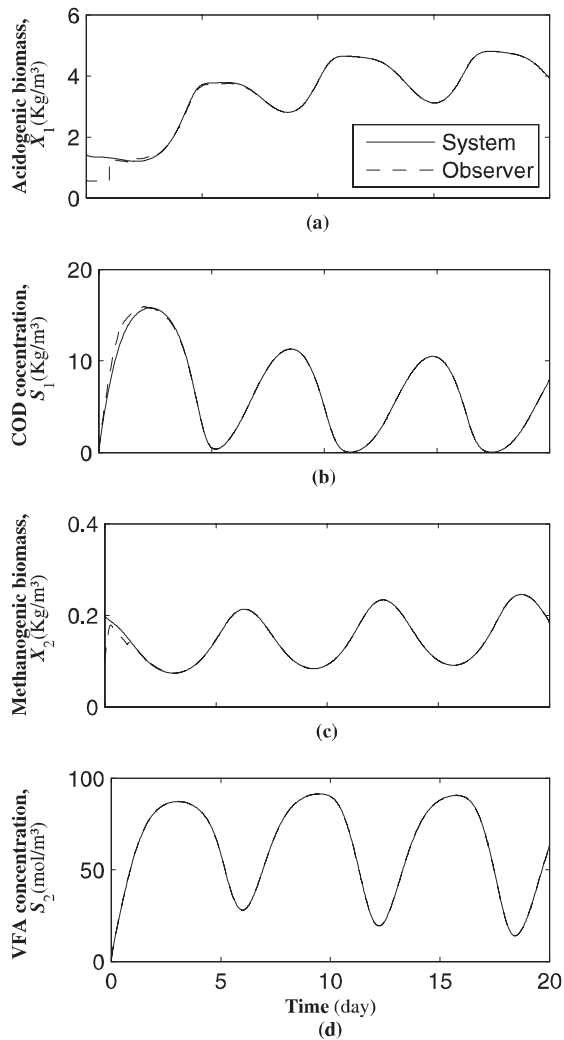 6
4
2
0
Acidogenic biomass,
X₁(Kg/m³)
System
Observer
(a)
20
10
0
COD cocentration,
S₁(Kg/m³)
(b)
0.4
0.2
0
Methanogenic biomass,
X₂(Kg/m³)
(c)
100
50
0
VFA concentration,
S₂(mol/m³)
0 5 10 15 20
Time (day)
(d)